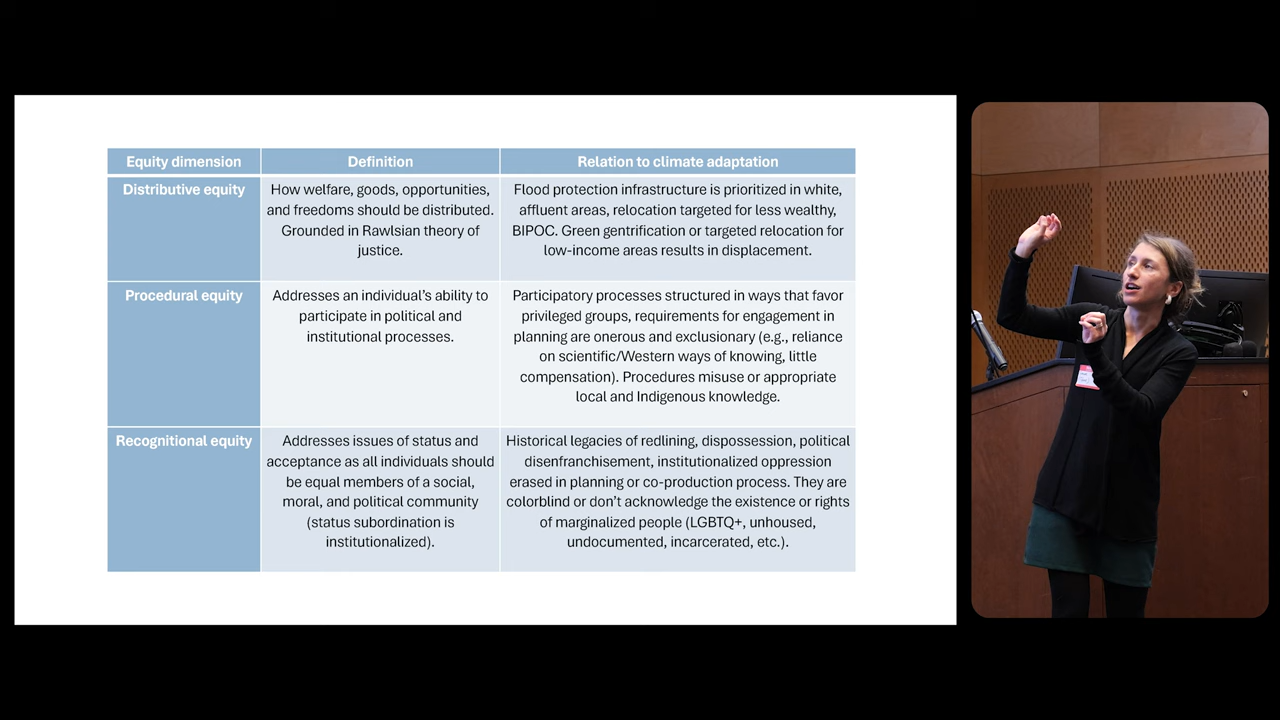 Equity dimension
Definition
Relation to climate adaptation
Distributive equity
How welfare, goods, opportunities,
and freedoms should be distributed.
Grounded in Rawlsian theory of
justice.
Flood protection infrastructure is prioritized in white,
affluent areas, relocation targeted for less wealthy,
BIPOC. Green gentrification or targeted relocation for
low-income areas results in displacement.
Procedural equity
Addresses an individual's ability to
participate in political and
institutional processes.
Participatory processes structured in ways that favor
privileged groups, requirements for engagement in
planning are onerous and exclusionary (e.g., reliance
on scientific/Western ways of knowing, little
compensation). Procedures misuse or appropriate
local and Indigenous knowledge.
Recognitional equity
Addresses issues of status and
acceptance as all individuals should
be equal members of a social,
moral, and political community
(status subordination is
institutionalized).
Historical legacies of redlining, dispossession, political
disenfranchisement, institutionalized oppression
erased in planning or co-production process. They are
colorblind or don't acknowledge the existence or rights
of marginalized people (LGBTQ+, unhoused,
undocumented, incarcerated, etc.).